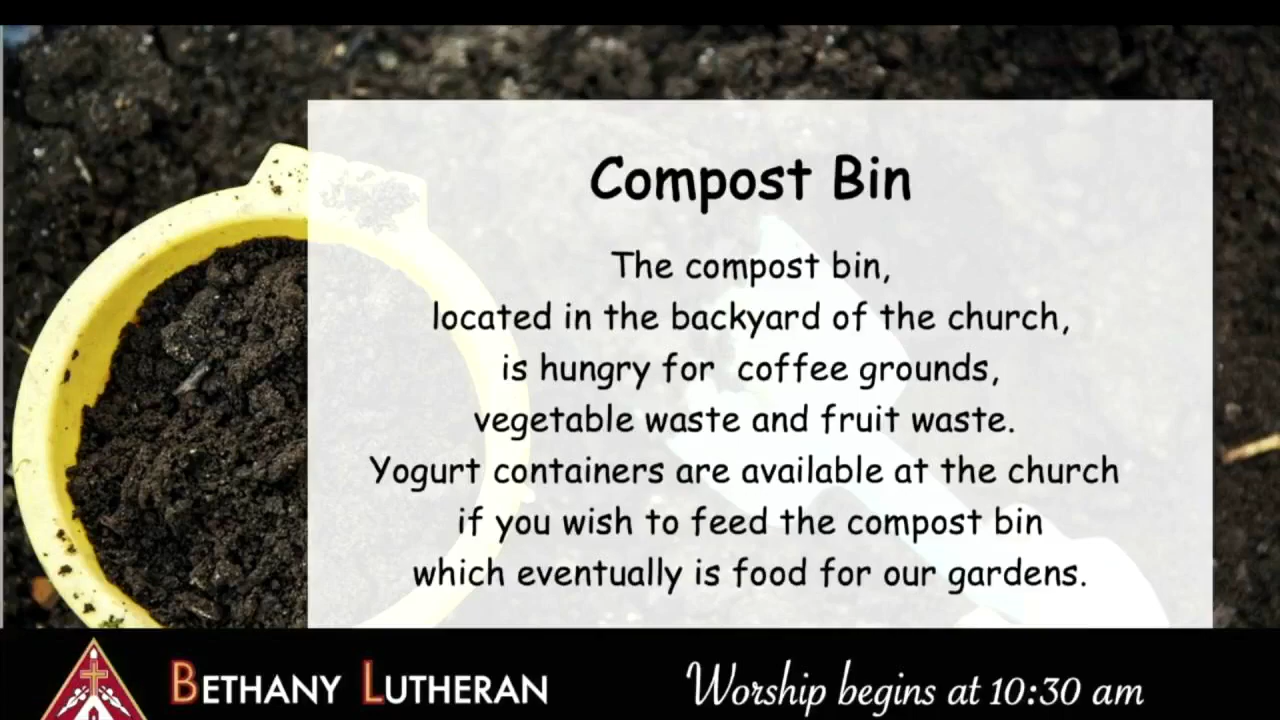 Compost Bin
The compost bin,
located in the backyard of the church,
is hungry for  coffee grounds,
vegetable waste and fruit waste.
Yogurt containers are available at the church
if you wish to feed the compost bin
which eventually is food for our gardens.
BETHANY LUTHERAN
Worship begins at 10:30 am